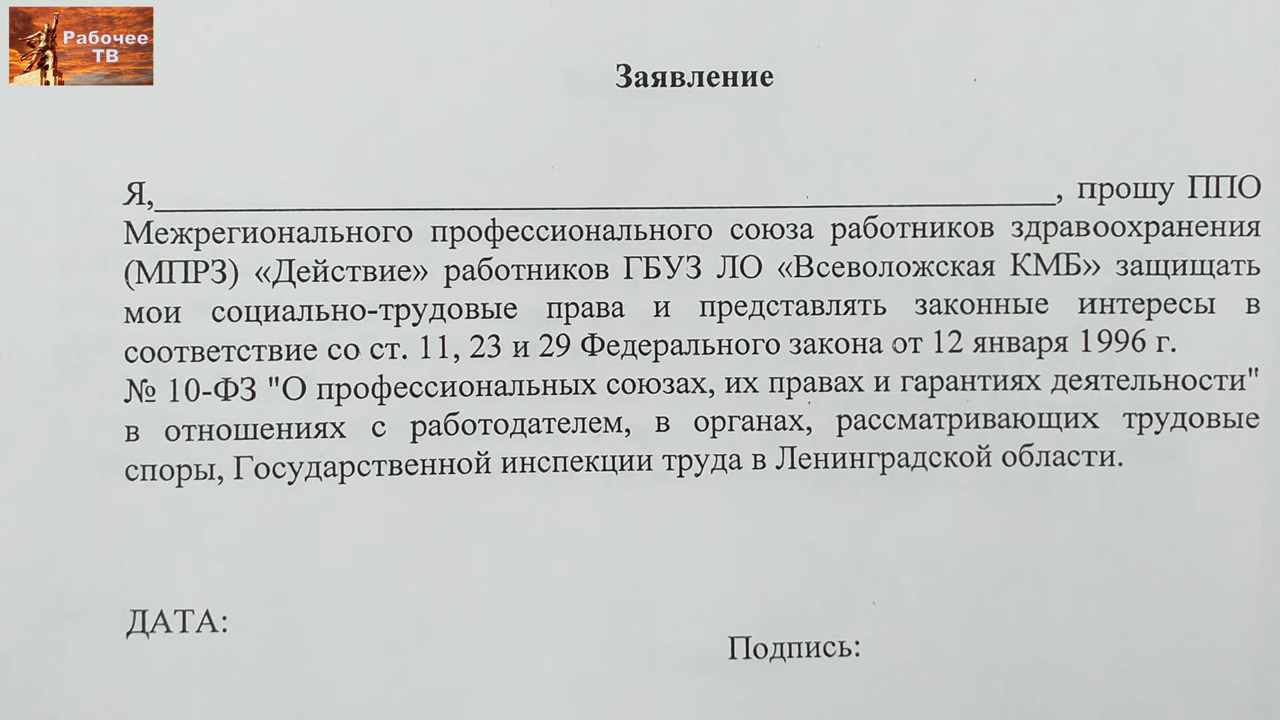 Рабочее
ТВ
Заявление
Я,______________________________________________________, прошу ППО
Межрегионального профессионального союза работников здравоохранения
(МПРЗ) «Действие» работников ГБУЗ ЛО «Всеволожская КМБ» защищать
мои социально-трудовые права и представлять законные интересы в
соответствие со ст. 11, 23 и 29 Федерального закона от 12 января 1996 г.
№ 10-ФЗ "О профессиональных союзах, их правах и гарантиях деятельности"
в отношениях с работодателем, в органах, рассматривающих трудовые
споры, Государственной инспекции труда в Ленинградской области.
ДАТА:
Подпись: